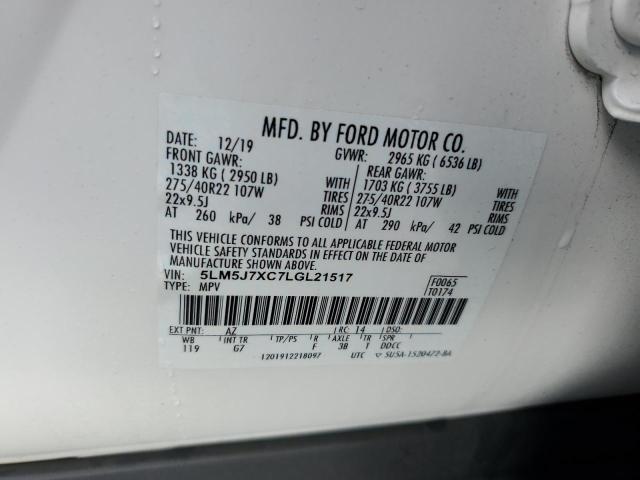 MFD. BY FORD MOTOR CO.
DATE: 12/19 GVWR: 2965 KG ( 6536 LB)
FRONT GAWR: REAR GAWR:
1338 KG ( 2950 LB) WITH 1703 KG ( 3755 LB) WITH
275/40R22 107W TIRES 275/40R22 107W TIRES
22x9.5J RIMS 22x9.5J RIMS
AT 260 kPa/ 38 PSI COLD AT 290 kPa/ 42 PSI COLD
THIS VEHICLE CONFORMS TO ALL APPLICABLE FEDERAL MOTOR
VEHICLE SAFETY STANDARDS IN EFFECT ON THE DATE OF MANUFACTURE
SHOWN ABOVE.
VIN: 5LM5J7XC7LGL21517 F0065
TYPE: MPV T0174
EXT PNT: AZ RC: 14 DSO:
WB INT TR TP/PS R AXLE TR SPR
119 G7 F 3B 1 DDCC
1201912218097 UTC